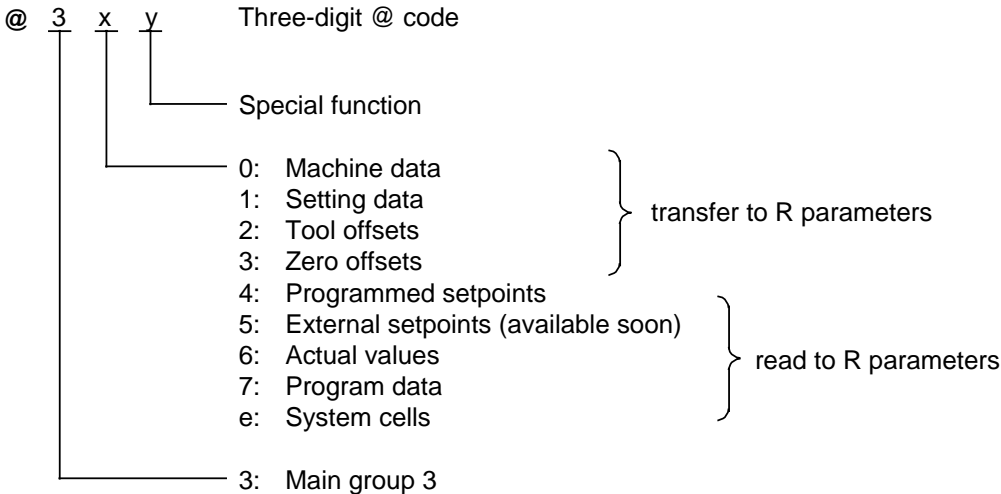 @ 3 x y Three-digit @ code
Special function
0: Machine data
1: Setting data
2: Tool offsets
3: Zero offsets
transfer to R parameters
4: Programmed setpoints
5: External setpoints (available soon)
6: Actual values
7: Program data
e: System cells
read to R parameters
3: Main group 3